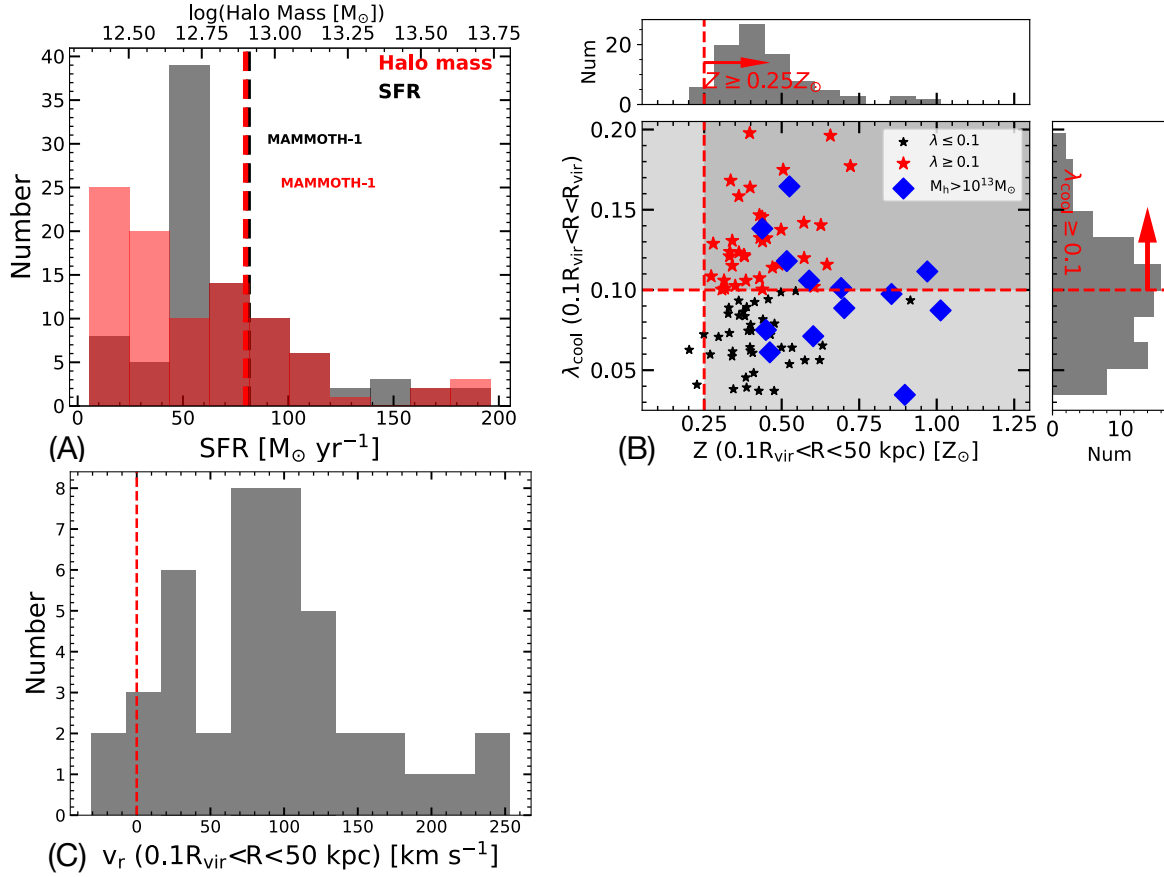 log(Halo Mass [M⊙])
12.50 12.75 13.00 13.20 13.50 13.75
40
35
30
25
20
15
10
5
0
Number
Halo mass
SFR
MAMMOTH-1
MAMMOTH-1
50 100 150 200
SFR [M⊙ yr⁻¹]
(A)
Num
20
0
Z ≥ 0.25Z⊙
0.20
0.15
0.10
0.05
λcool (0.1Rvir<R<Rvir)
λ ≤ 0.1
λ ≥ 0.1
Mh>10¹³M⊙
0.25 0.50 0.75 1.00 1.25
Z (0.1Rvir<R<50 kpc) [Z⊙]
(B)
λcool ≥ 0.1
0 10
Num
8
7
6
5
4
3
2
1
0
Number
0 50 100 150 200 250
vr (0.1Rvir<R<50 kpc) [km s⁻¹]
(C)